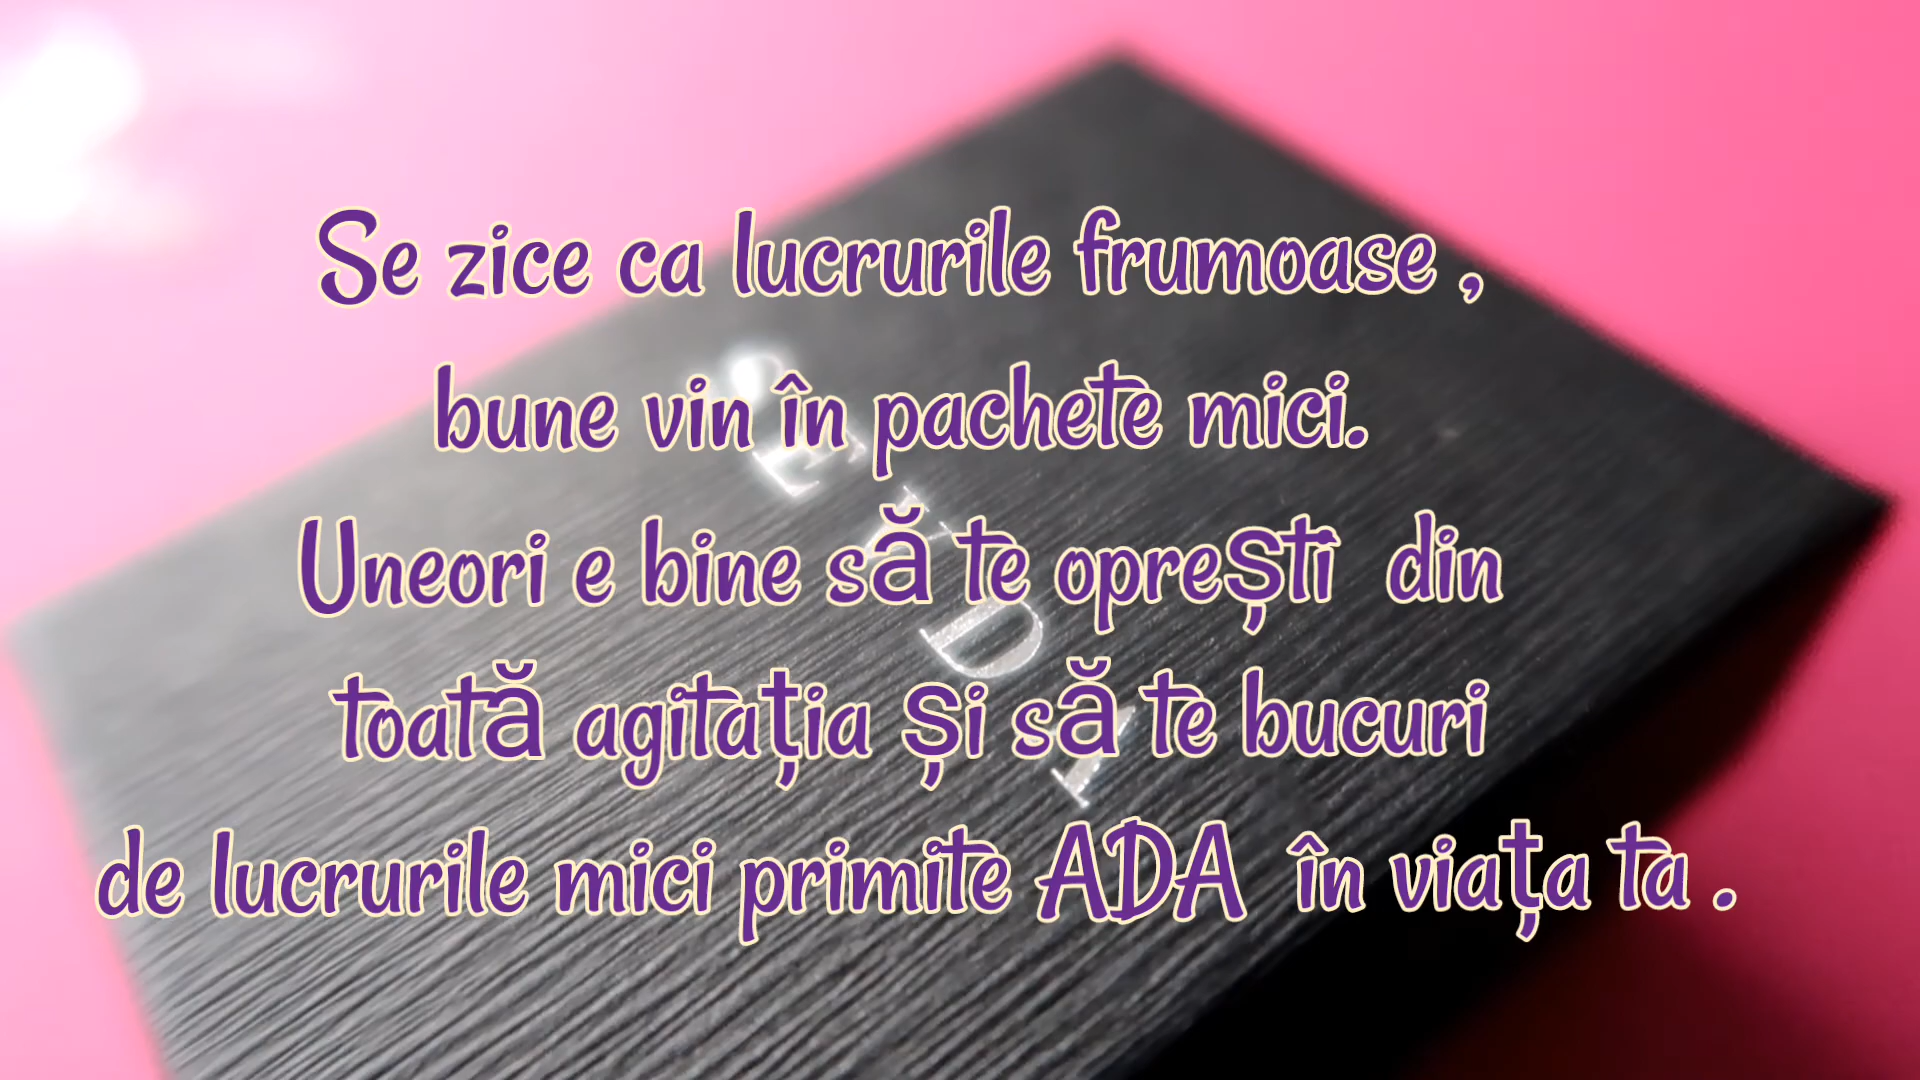 Se zice ca lucrurile frumoase ,
bune vin în pachete mici.
Uneori e bine să te oprești  din
toată agitația și să te bucuri
de lucrurile mici primite ADA  în viața ta .